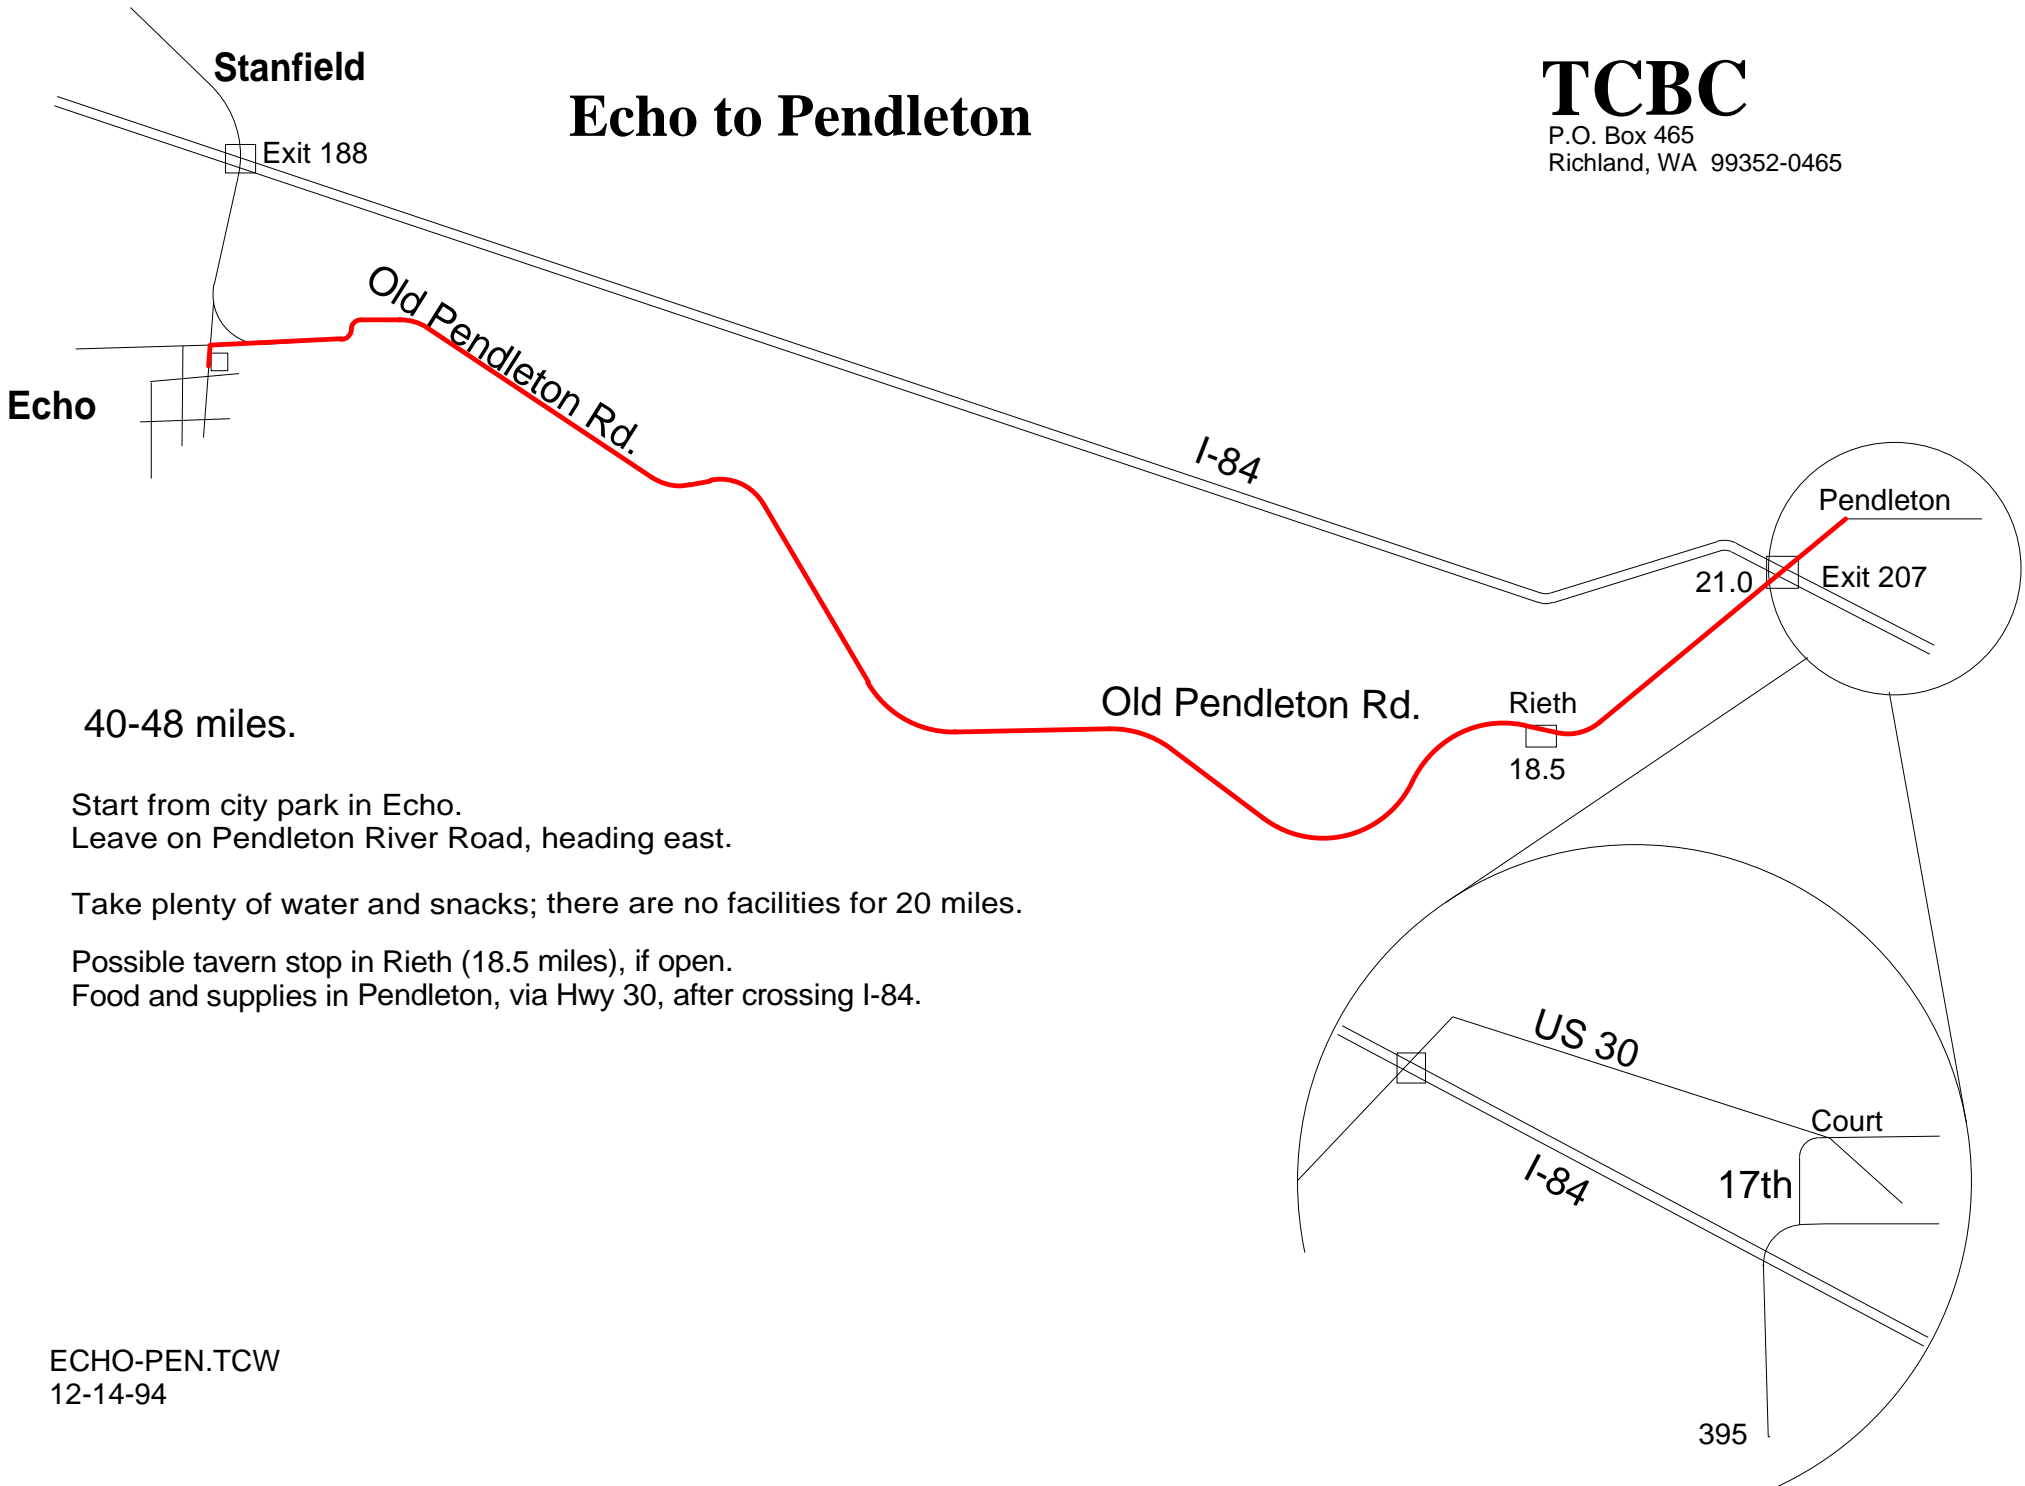 Stanfield
Echo to Pendleton
TCBC
P.O. Box 465
Richland, WA 99352-0465
Exit 188
Old Pendleton Rd.
Echo
I-84
Pendleton
Exit 207
21.0
Old Pendleton Rd.
Rieth
18.5
40-48 miles.
Start from city park in Echo.
Leave on Pendleton River Road, heading east.
Take plenty of water and snacks; there are no facilities for 20 miles.
Possible tavern stop in Rieth (18.5 miles), if open.
Food and supplies in Pendleton, via Hwy 30, after crossing I-84.
US 30
Court
I-84
17th
395
ECHO-PEN.TCW
12-14-94